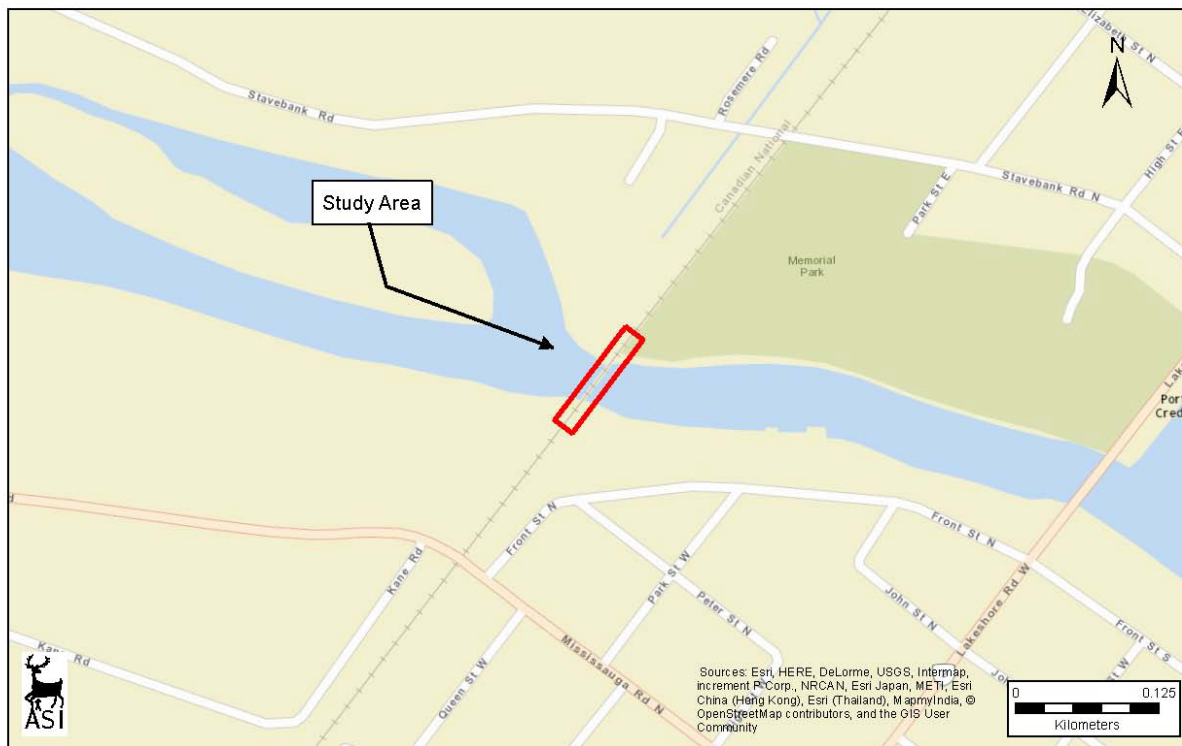 Elizabeth St N
N
Rosemere Rd
Stavebank Rd
Canadian National
High St E
Stavebank Rd N
Park St E
Study Area
Memorial
Park
Port
Cred
Front St N
Kane Rd
Park St W
Front St N
Lakeshore Rd W
John St N
Peter St N
Front St S
Kane Rd
Queen St W
Mississauga Rd N
Sources: Esri, HERE, DeLorme, USGS, Intermap,
increment P Corp., NRCAN, Esri Japan, METI, Esri
China (Hong Kong), Esri (Thailand), MapmyIndia, ©
OpenStreetMap contributors, and the GIS User
Community
0 0.125
Kilometers
ASI